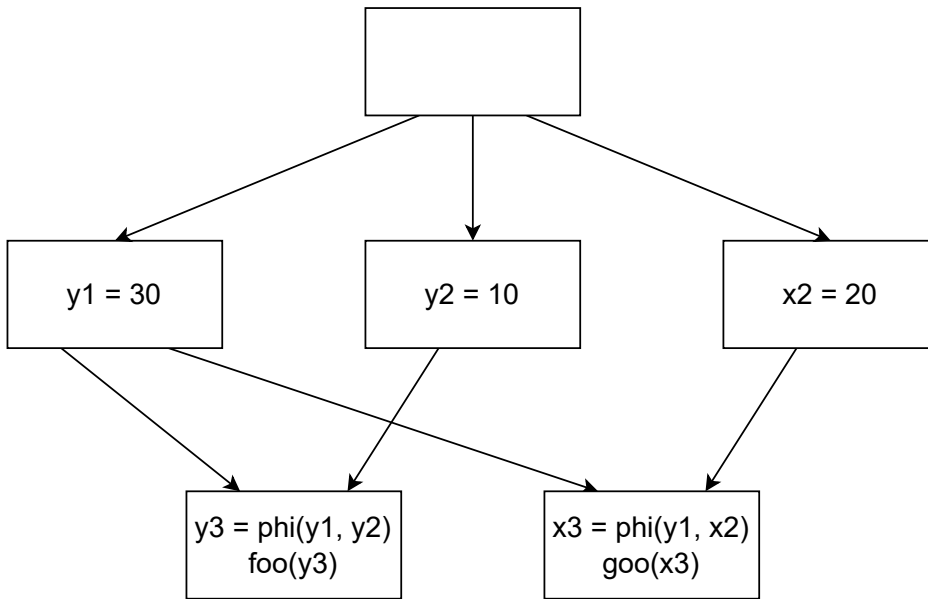 y1 = 30
y2 = 10
x2 = 20
y3 = phi(y1, y2)
foo(y3)
x3 = phi(y1, x2)
goo(x3)